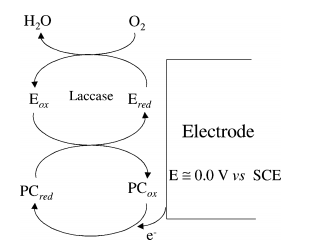 H₂O O₂
Eox Laccase Ered
Electrode
E ≅ 0.0 V vs SCE
PCred PCox
e⁻